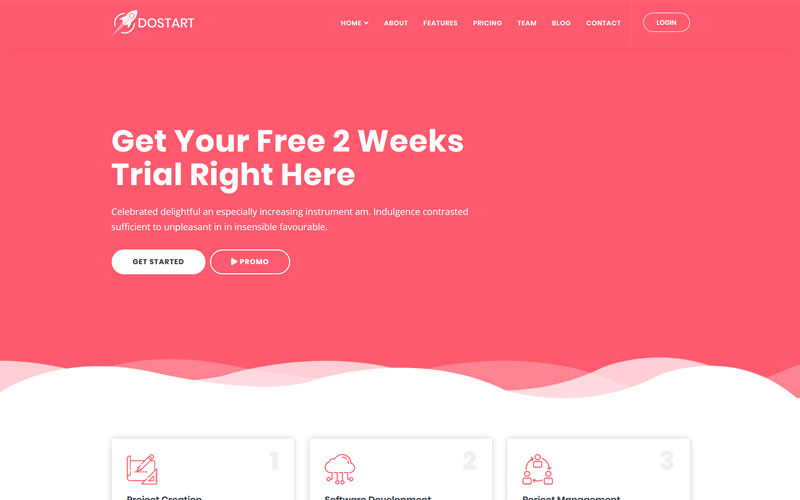 DOSTART
HOME ABOUT FEATURES PRICING TEAM BLOG CONTACT LOGIN
Get Your Free 2 Weeks
Trial Right Here
Celebrated delightful an especially increasing instrument am. Indulgence contrasted
sufficient to unpleasant in in insensible favourable.
GET STARTED PROMO
1 2 3
Project Creation Software Development Porject Management